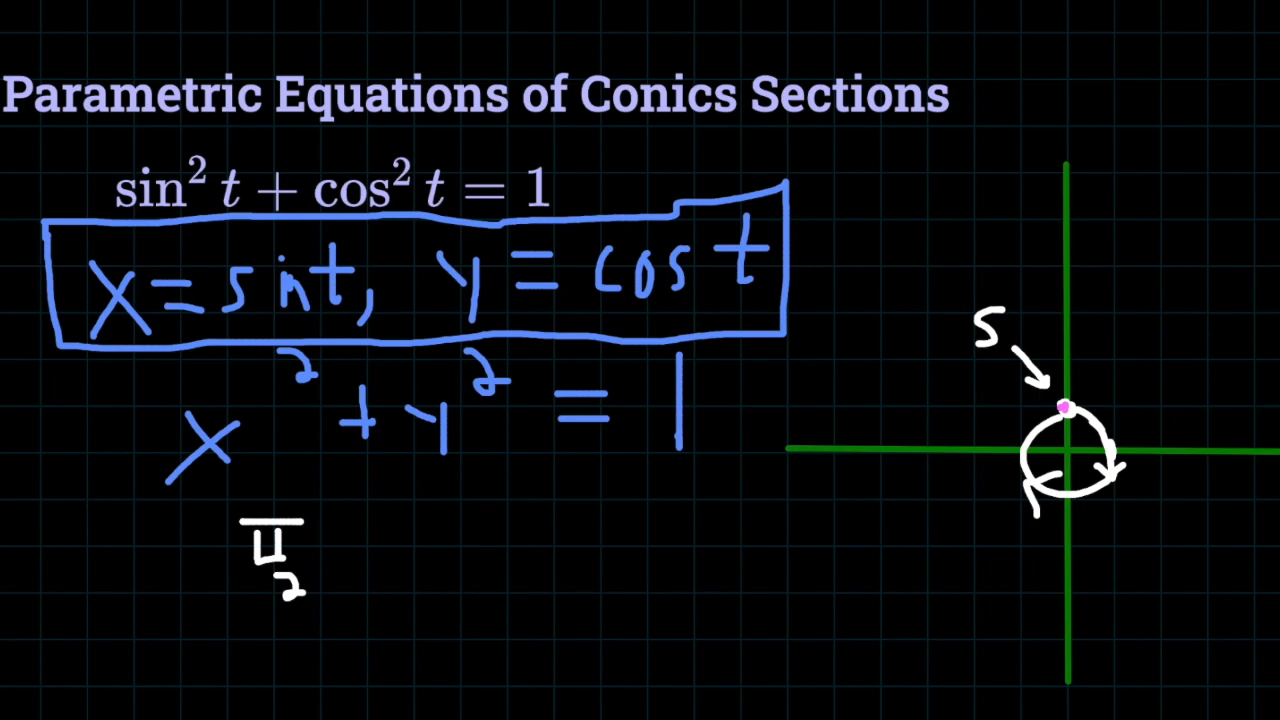 Parametric Equations of Conics Sections
sin² t + cos² t = 1
x = sin t, y = cos t
x² + y² = 1
S
π
2